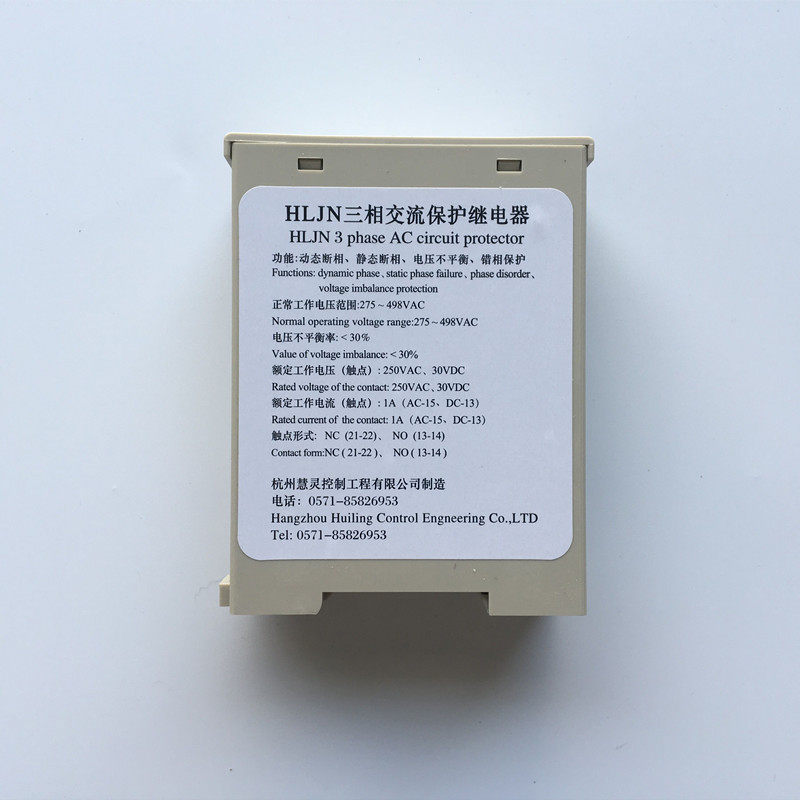 HLJN三相交流保护继电器
HLJN 3 phase AC circuit protector
功能:动态断相、静态断相、电压不平衡、错相保护
Functions: dynamic phase、static phase failure、phase disorder、
voltage imbalance protection
正常工作电压范围:275～498VAC
Normal operating voltage range:275～498VAC
电压不平衡率:＜30%
Value of voltage imbalance:＜30%
额定工作电压（触点）: 250VAC、30VDC
Rated voltage of the contact: 250VAC、30VDC
额定工作电流（触点）: 1A（AC-15、DC-13）
Rated current of the contact: 1A（AC-15、DC-13）
触点形式: NC (21-22)、 NO (13-14)
Contact form:NC ( 21-22 )、 NO ( 13-14 )
杭州慧灵控制工程有限公司制造
电话: 0571-85826953
Hangzhou Huiling Control Engneering Co.,LTD
Tel: 0571-85826953